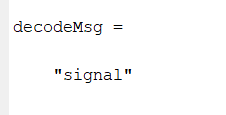 decodeMsg =
"signal"